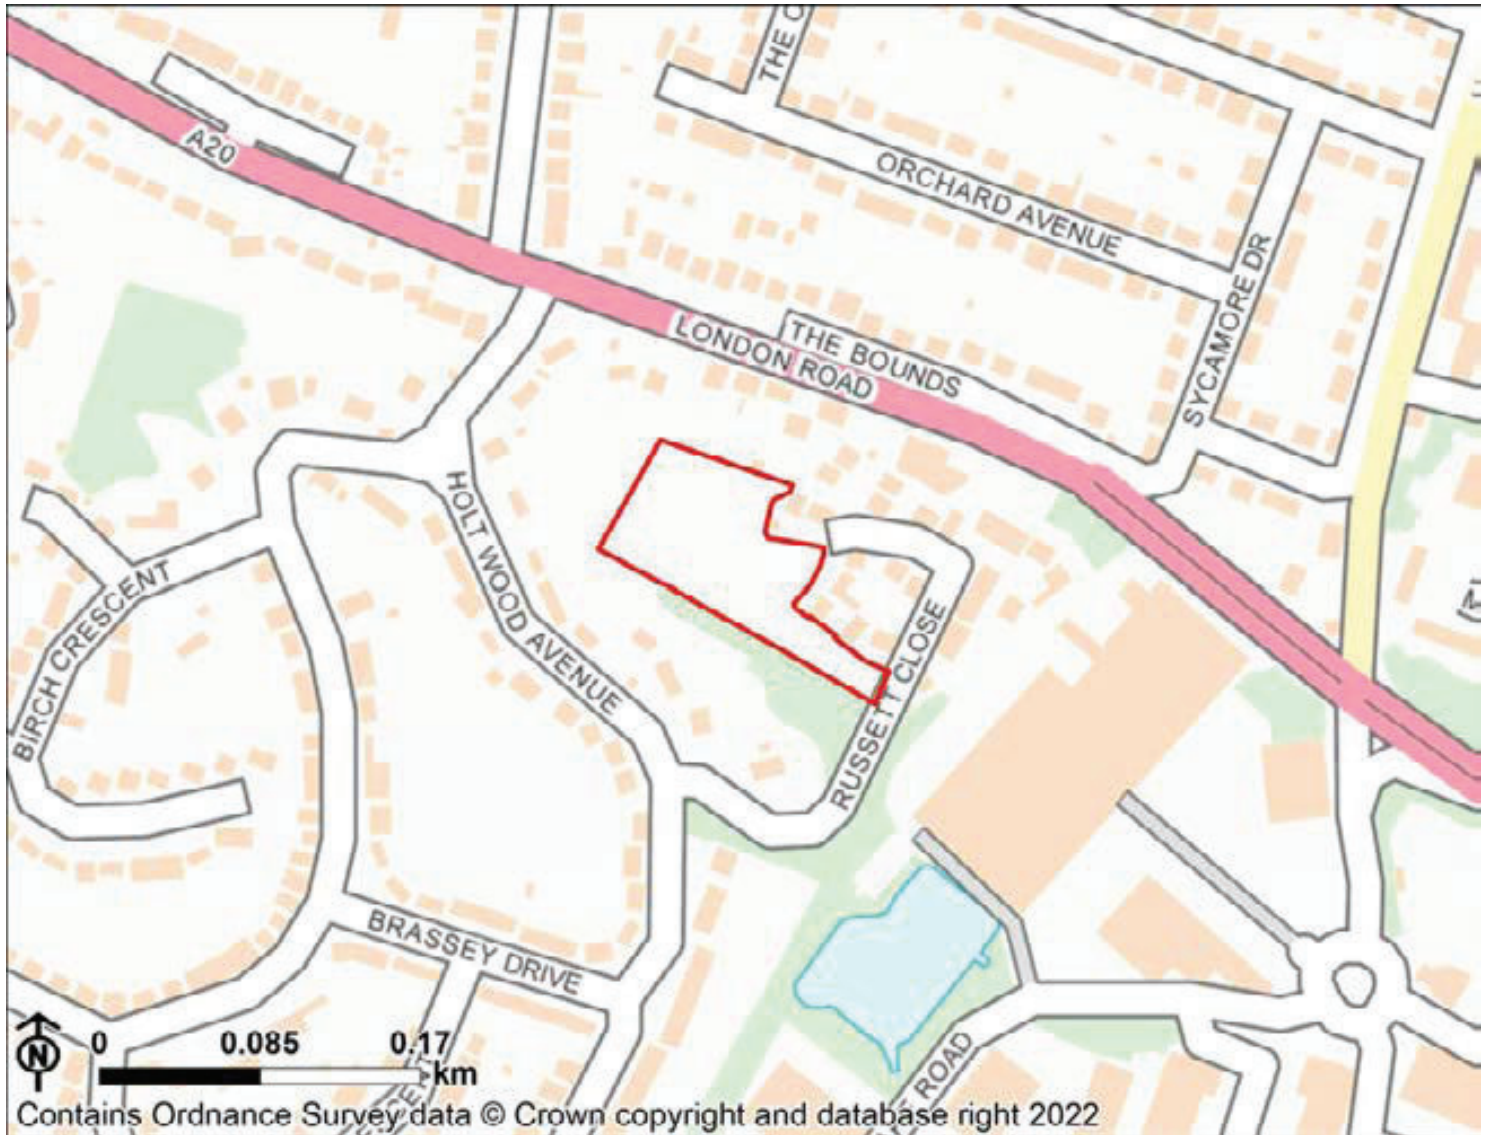 THE O
A20
ORCHARD AVENUE
SYCAMORE DR
THE BOUNDS
LONDON ROAD
HOLT WOOD AVENUE
BIRCH CRESCENT
RUSSETT CLOSE
BRASSEY DRIVE
ROAD
N
0 0.085 0.17
km
Contains Ordnance Survey data © Crown copyright and database right 2022